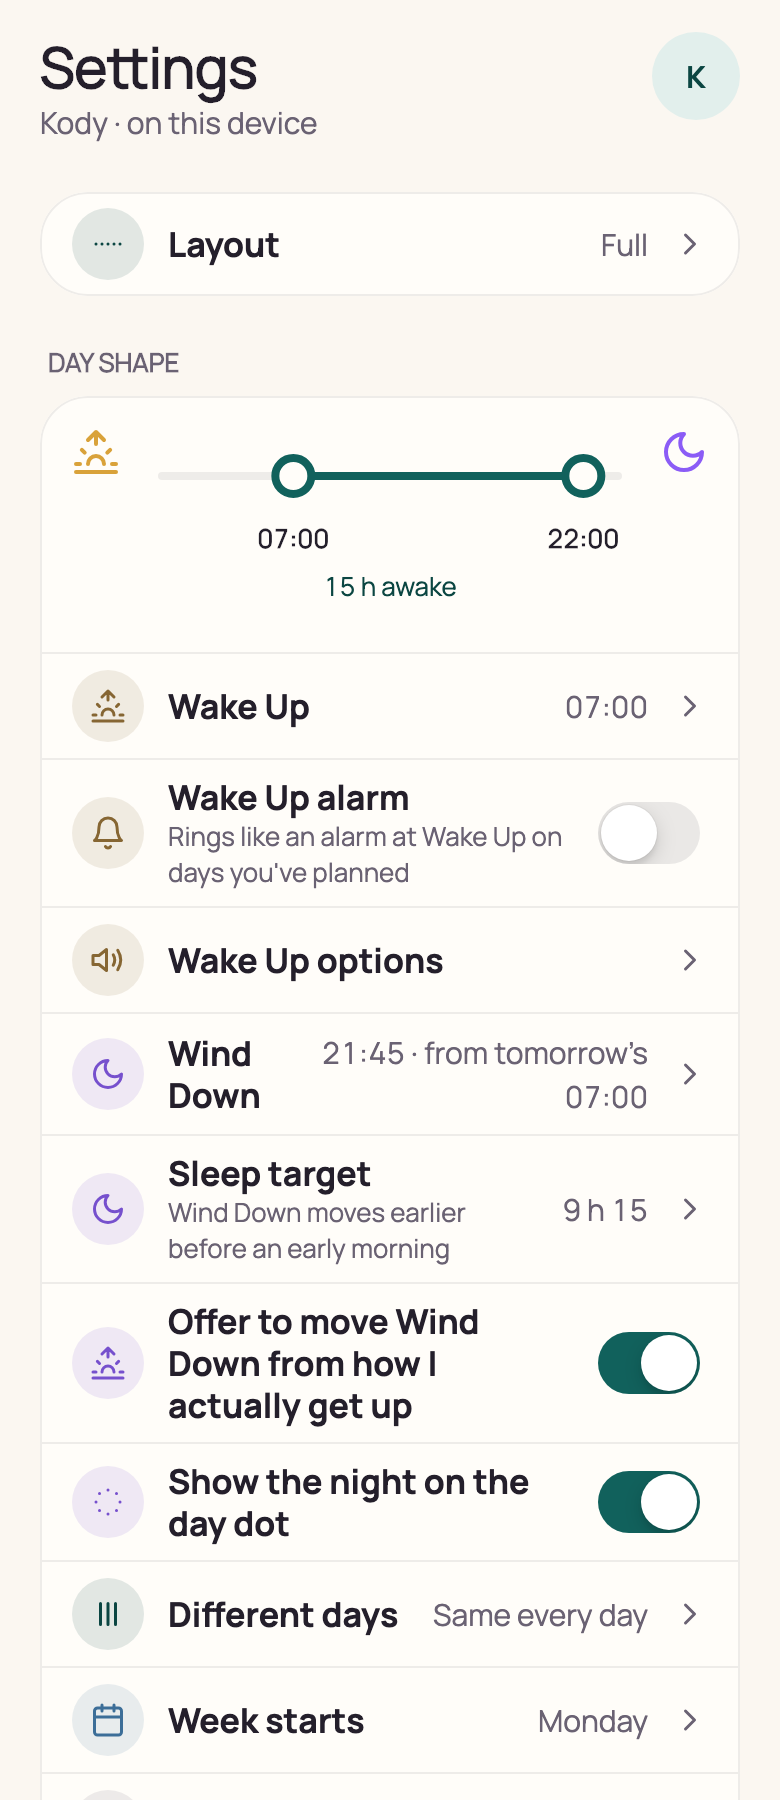 Settings
K
Kody · on this device
Layout
Full
DAY SHAPE
07:00
22:00
15 h awake
Wake Up
07:00
Wake Up alarm
Rings like an alarm at Wake Up on
days you've planned
Wake Up options
Wind
Down
21:45 · from tomorrow’s
07:00
Sleep target
Wind Down moves earlier
before an early morning
9 h 15
Offer to move Wind
Down from how I
actually get up
Show the night on the
day dot
Different days
Same every day
Week starts
Monday